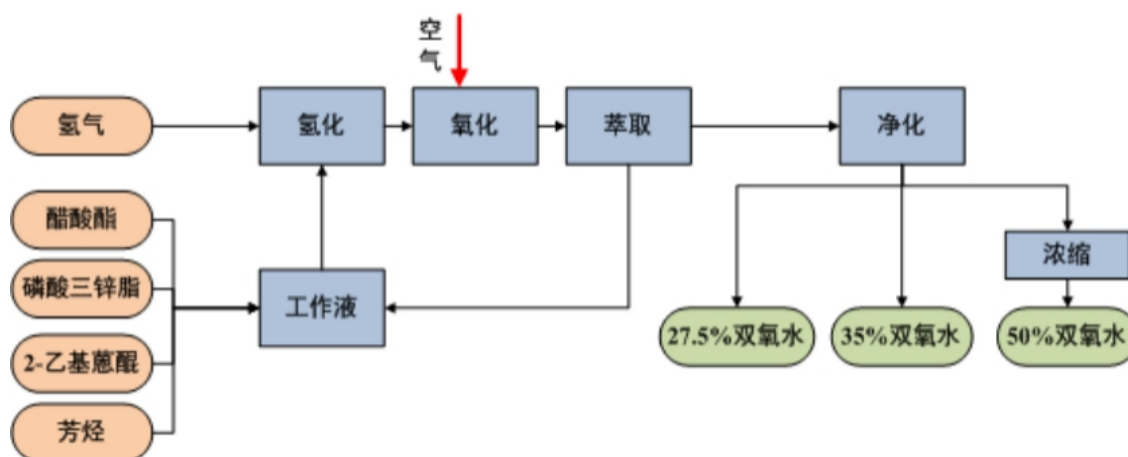 空
气
氢气
氢化
氧化
萃取
净化
醋酸酯
磷酸三锌脂
2-乙基蒽醌
芳烃
工作液
浓缩
27.5%双氧水
35%双氧水
50%双氧水